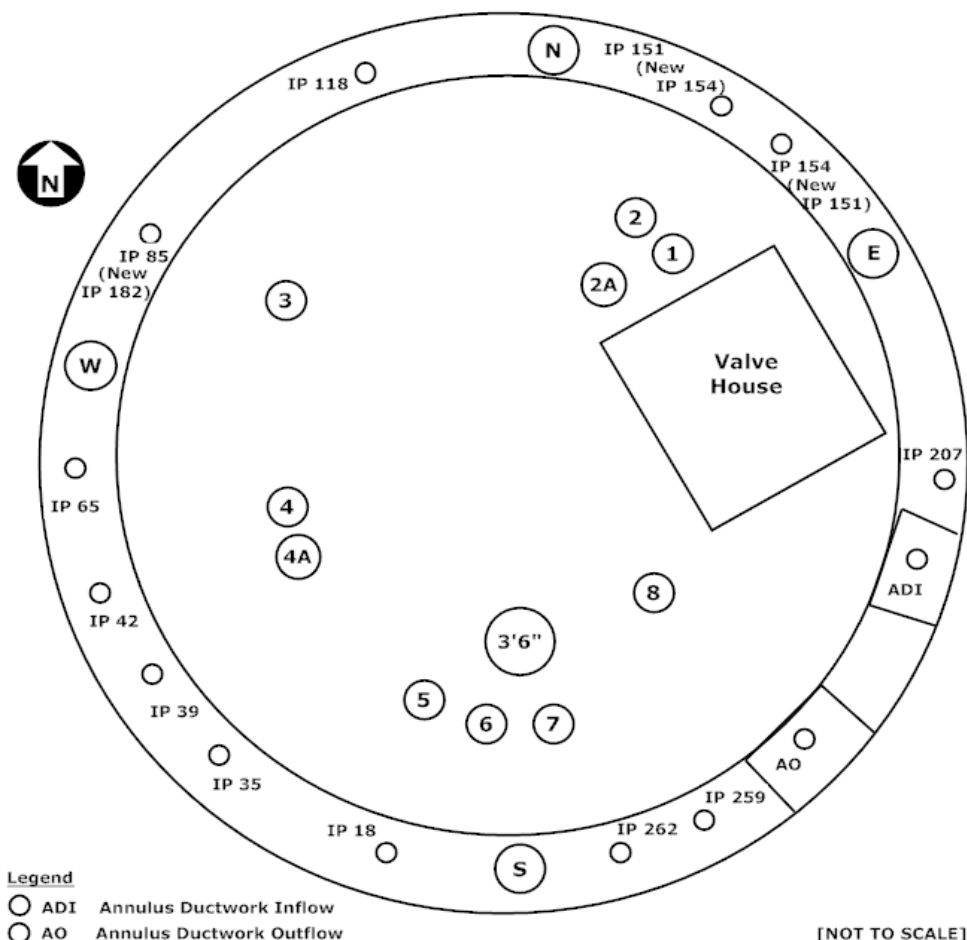 N
IP 151
(New
IP 154)
IP 118
N
IP 154
(New
IP 151)
2
1
E
2A
IP 85
(New
IP 182)
3
W
Valve
House
IP 207
IP 65
4
4A
ADI
8
IP 42
3'6"
5
6
7
IP 39
AO
IP 35
IP 259
IP 18
IP 262
S
Legend
ADI Annulus Ductwork Inflow
AO Annulus Ductwork Outflow
[NOT TO SCALE]